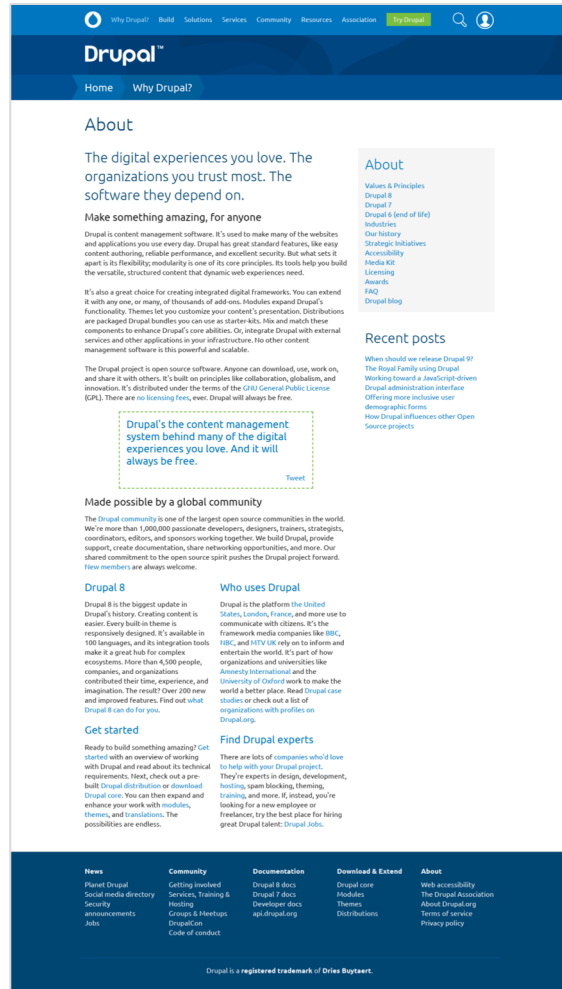 Why Drupal? Build Solutions Services Community Resources Association Try Drupal
Drupal™
Home Why Drupal?
About
The digital experiences you love. The
organizations you trust most. The
software they depend on.
Make something amazing, for anyone
Drupal is content management software. It's used to make many of the websites
and applications you use every day. Drupal has great standard features, like easy
content authoring, reliable performance, and excellent security. But what sets it
apart is its flexibility; modularity is one of its core principles. Its tools help you build
the versatile, structured content that dynamic web experiences need.
It's also a great choice for creating integrated digital frameworks. You can extend
it with any one, or many, of thousands of add-ons. Modules expand Drupal's
functionality. Themes let you customize your content's presentation. Distributions
are packaged Drupal bundles you can use as starter-kits. Mix and match these
components to enhance Drupal's core abilities. Or, integrate Drupal with external
services and other applications in your infrastructure. No other content
management software is this powerful and scalable.
The Drupal project is open source software. Anyone can download, use, work on,
and share it with others. It's built on principles like collaboration, globalism, and
innovation. It's distributed under the terms of the GNU General Public License
(GPL). There are no licensing fees, ever. Drupal will always be free.
Drupal's the content management
system behind many of the digital
experiences you love. And it will
always be free.
Tweet
Made possible by a global community
The Drupal community is one of the largest open source communities in the world.
We're more than 1,000,000 passionate developers, designers, trainers, strategists,
coordinators, editors, and sponsors working together. We build Drupal, provide
support, create documentation, share networking opportunities, and more. Our
shared commitment to the open source spirit pushes the Drupal project forward.
New members are always welcome.
Drupal 8
Drupal 8 is the biggest update in
Drupal's history. Creating content is
easier. Every built-in theme is
responsively designed. It's available in
100 languages, and its integration tools
make it a great hub for complex
ecosystems. More than 4,500 people,
companies, and organizations
contributed their time, experience, and
imagination. The result? Over 200 new
and improved features. Find out what
Drupal 8 can do for you.
Get started
Ready to build something amazing? Get
started with an overview of working
with Drupal and read about its technical
requirements. Next, check out a pre-
built Drupal distribution or download
Drupal core. You can then expand and
enhance your work with modules,
themes, and translations. The
possibilities are endless.
Who uses Drupal
Drupal is the platform the United
States, London, France, and more use to
communicate with citizens. It's the
framework media companies like BBC,
NBC, and MTV UK rely on to inform and
entertain the world. It's part of how
organizations and universities like
Amnesty International and the
University of Oxford work to make the
world a better place. Read Drupal case
studies or check out a list of
organizations with profiles on
Drupal.org.
Find Drupal experts
There are lots of companies who'd love
to help with your Drupal project.
They're experts in design, development,
hosting, spam blocking, theming,
training, and more. If, instead, you're
looking for a new employee or
freelancer, try the best place for hiring
great Drupal talent: Drupal Jobs.
About
Values & Principles
Drupal 8
Drupal 7
Drupal 6 (end of life)
Industries
Our history
Strategic Initiatives
Accessibility
Media Kit
Licensing
Awards
FAQ
Drupal blog
Recent posts
When should we release Drupal 9?
The Royal Family using Drupal
Working toward a JavaScript-driven
Drupal administration interface
Offering more inclusive user
demographic forms
How Drupal influences other Open
Source projects
News
Planet Drupal
Social media directory
Security
announcements
Jobs
Community
Getting involved
Services, Training &
Hosting
Groups & Meetups
DrupalCon
Code of conduct
Documentation
Drupal 8 docs
Drupal 7 docs
Developer docs
api.drupal.org
Download & Extend
Drupal core
Modules
Themes
Distributions
About
Web accessibility
The Drupal Association
About Drupal.org
Terms of service
Privacy policy
Drupal is a registered trademark of Dries Buytaert.